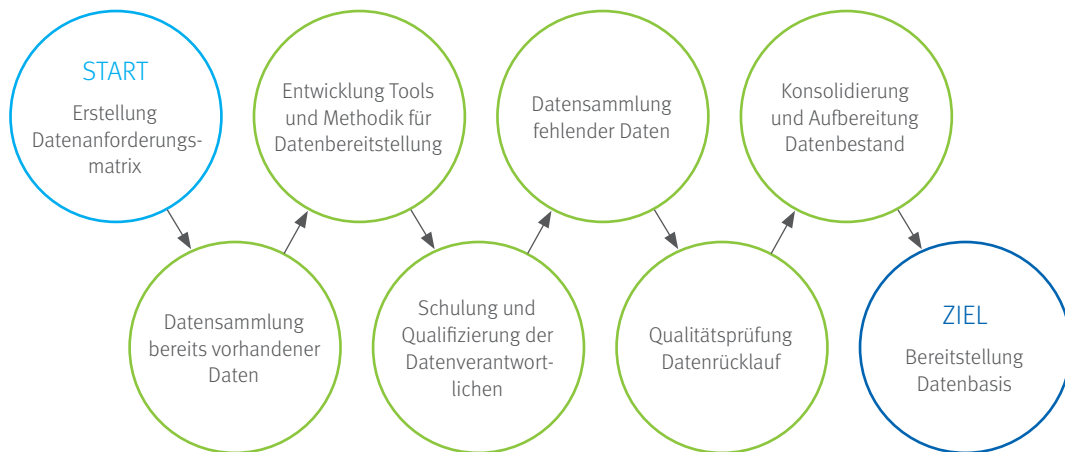 START
Erstellung
Datenanforderungs-
matrix
Datensammlung
bereits vorhandener
Daten
Entwicklung Tools
und Methodik für
Datenbereitstellung
Schulung und
Qualifizierung der
Datenverantwort-
lichen
Datensammlung
fehlender Daten
Qualitätsprüfung
Datenrücklauf
Konsolidierung
und Aufbereitung
Datenbestand
ZIEL
Bereitstellung
Datenbasis